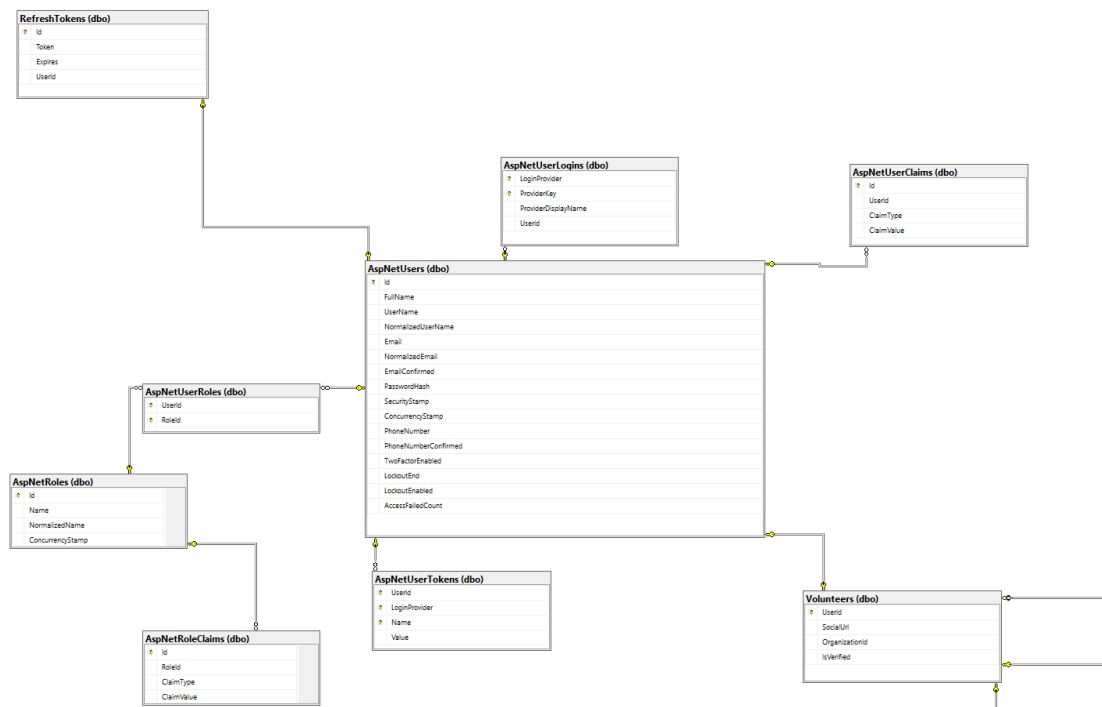 RefreshTokens (dbo)
Id
Token
Expires
UserId
AspNetUserLogins (dbo)
LoginProvider
ProviderKey
ProviderDisplayName
UserId
AspNetUserClaims (dbo)
Id
UserId
ClaimType
ClaimValue
AspNetUsers (dbo)
Id
FullName
UserName
NormalizedUserName
Email
NormalizedEmail
EmailConfirmed
PasswordHash
SecurityStamp
ConcurrencyStamp
PhoneNumber
PhoneNumberConfirmed
TwoFactorEnabled
LockoutEnd
LockoutEnabled
AccessFailedCount
AspNetUserRoles (dbo)
UserId
RoleId
AspNetRoles (dbo)
Id
Name
NormalizedName
ConcurrencyStamp
AspNetUserTokens (dbo)
UserId
LoginProvider
Name
Value
Volunteers (dbo)
UserId
SocialUrl
OrganizationId
IsVerified
AspNetRoleClaims (dbo)
Id
RoleId
ClaimType
ClaimValue